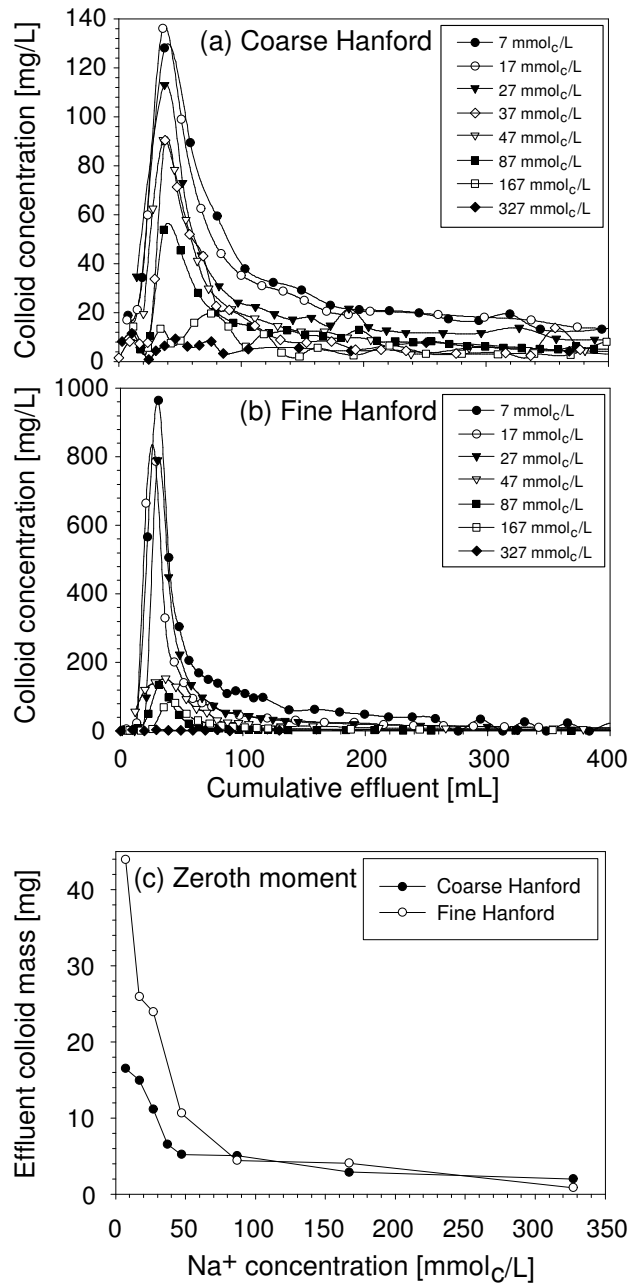 (a) Coarse Hanford
Colloid concentration [mg/L]
140
120
100
80
60
40
20
0
7 mmolc/L
17 mmolc/L
27 mmolc/L
37 mmolc/L
47 mmolc/L
87 mmolc/L
167 mmolc/L
327 mmolc/L
(b) Fine Hanford
Colloid concentration [mg/L]
1000
800
600
400
200
0
7 mmolc/L
17 mmolc/L
27 mmolc/L
47 mmolc/L
87 mmolc/L
167 mmolc/L
327 mmolc/L
0 100 200 300 400
Cumulative effluent [mL]
(c) Zeroth moment
Effluent colloid mass [mg]
40
30
20
10
0
Coarse Hanford
Fine Hanford
0 50 100 150 200 250 300 350
Na+ concentration [mmolc/L]